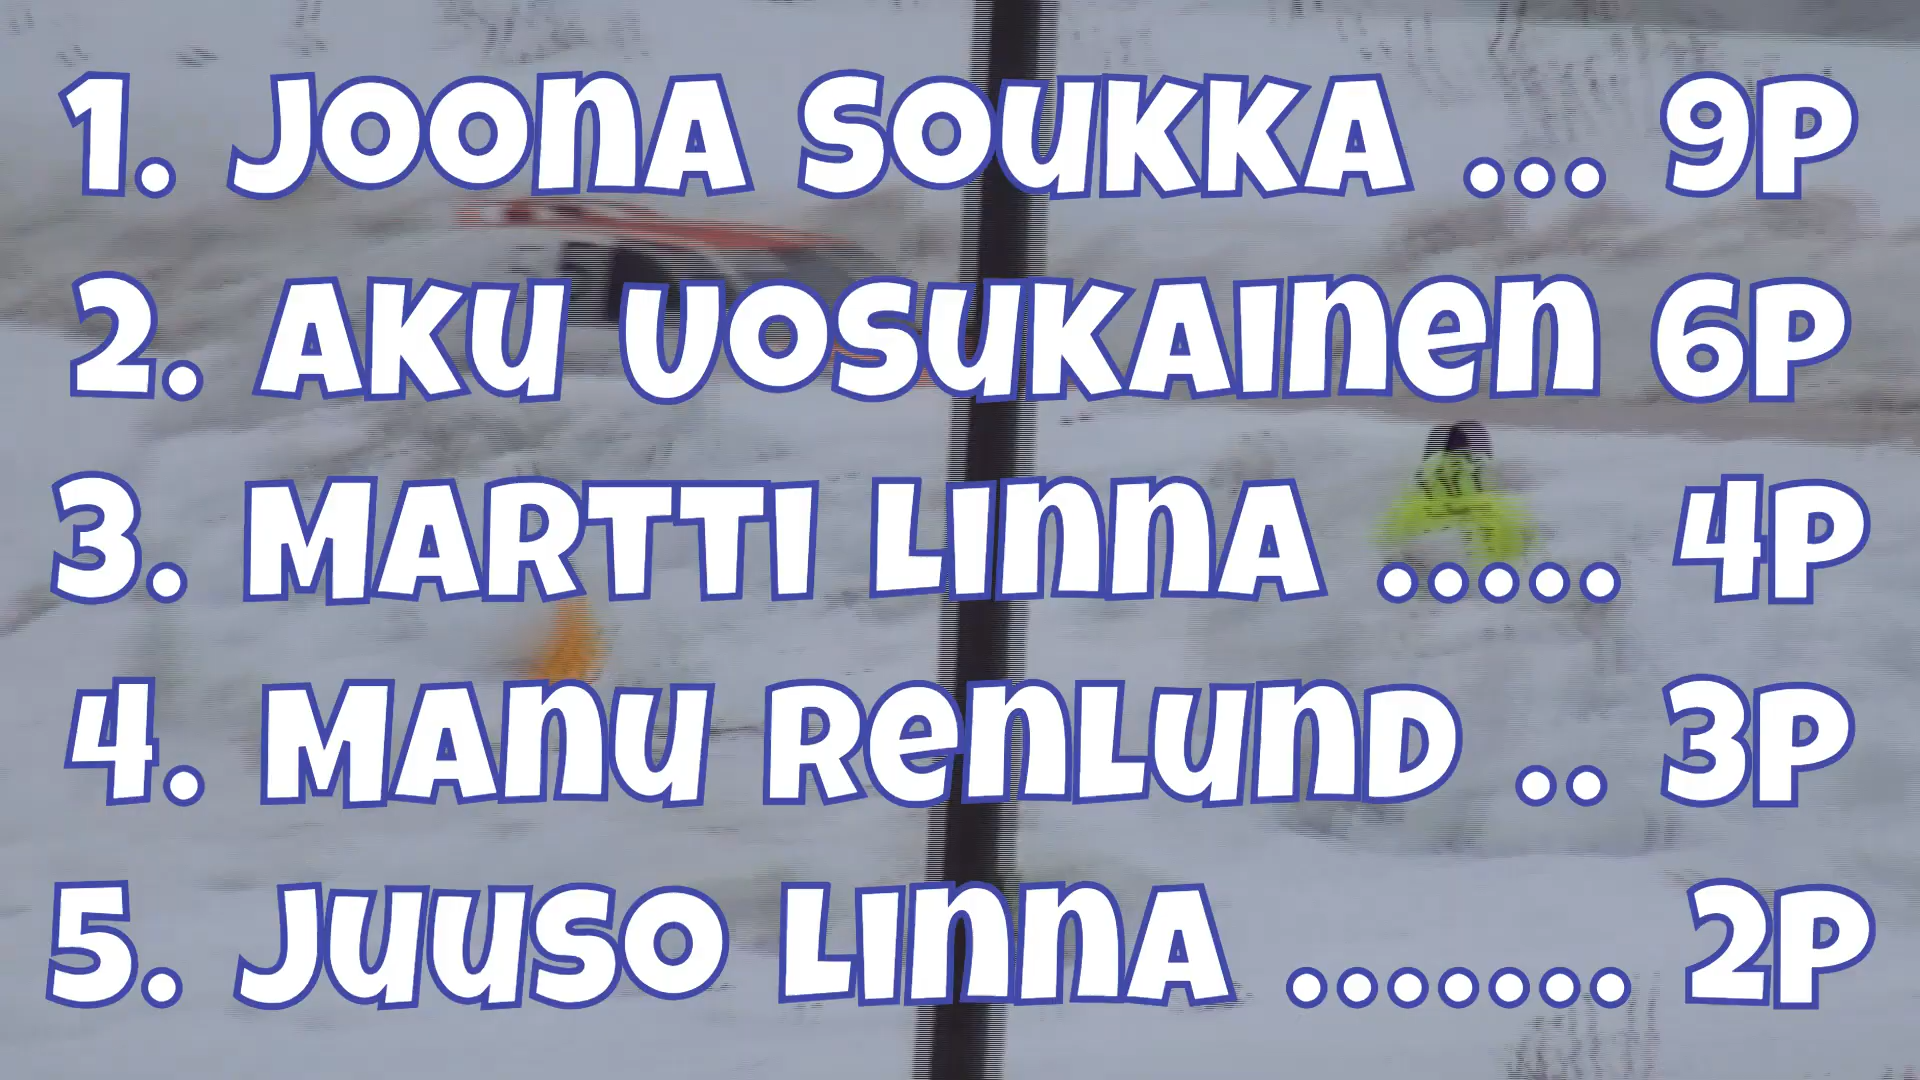 1. Joona Soukka ... 9p
2. Aku Uosukainen 6p
3. Martti Linna ..... 4p
4. Manu Renlund .. 3p
5. Juuso Linna ....... 2p